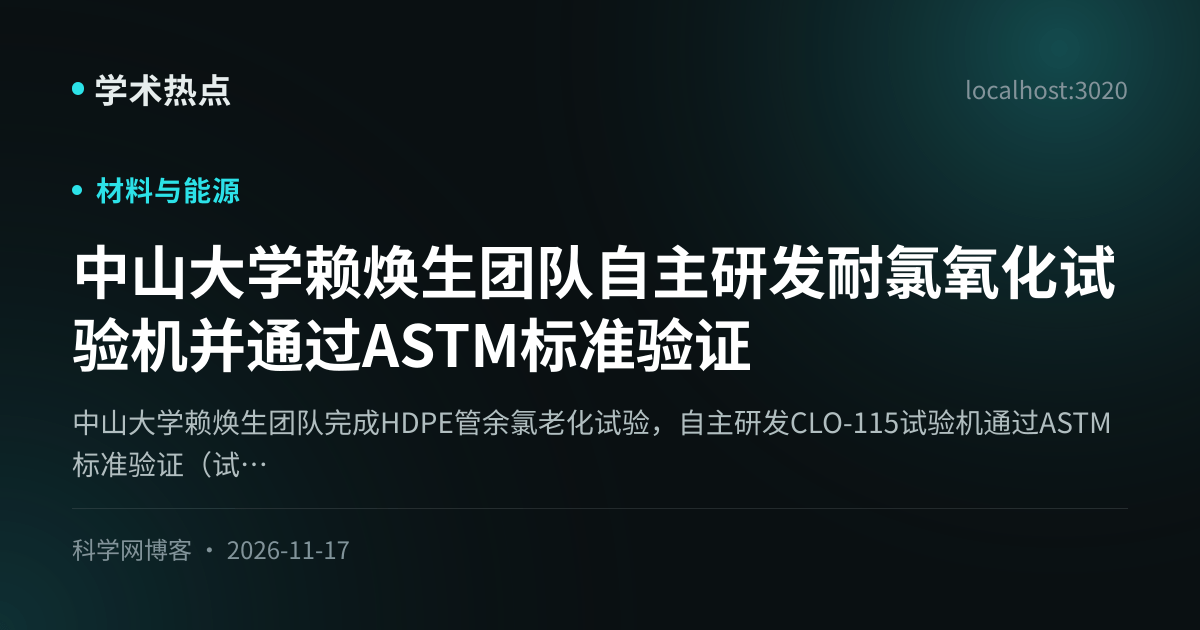 学术热点
localhost:3020
材料与能源
中山大学赖焕生团队自主研发耐氯氧化试
验机并通过ASTM标准验证
中山大学赖焕生团队完成HDPE管余氯老化试验，自主研发CLO-115试验机通过ASTM
标准验证（试…
科学网博客 · 2026-11-17